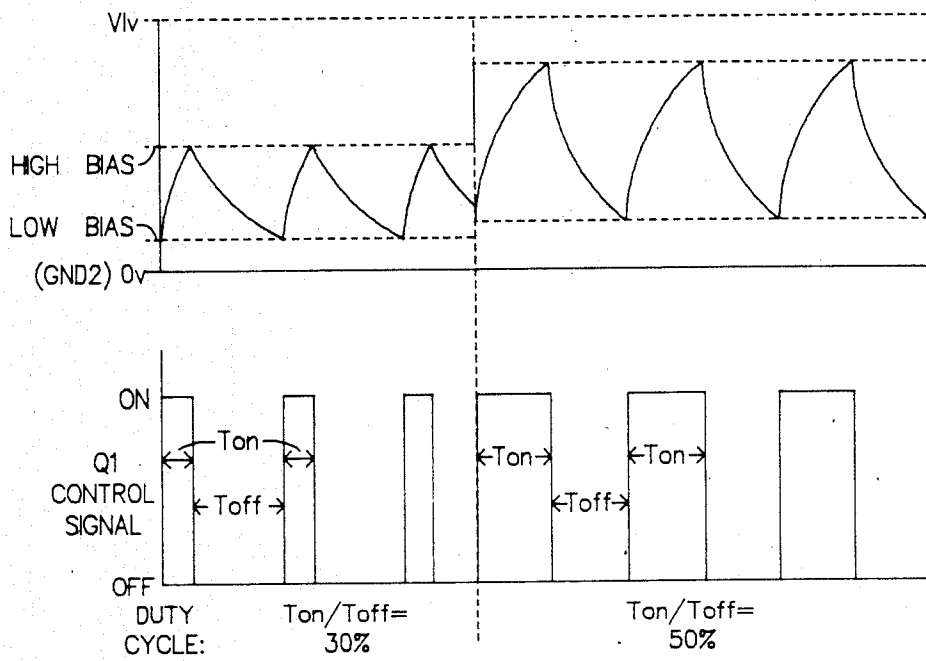 Vlv
HIGH BIAS
LOW BIAS
(GND2) 0v
ON
Ton
Ton
Ton
Q1
CONTROL
SIGNAL
Toff
Toff
OFF
DUTY
CYCLE:
Ton/Toff=
30%
Ton/Toff=
50%